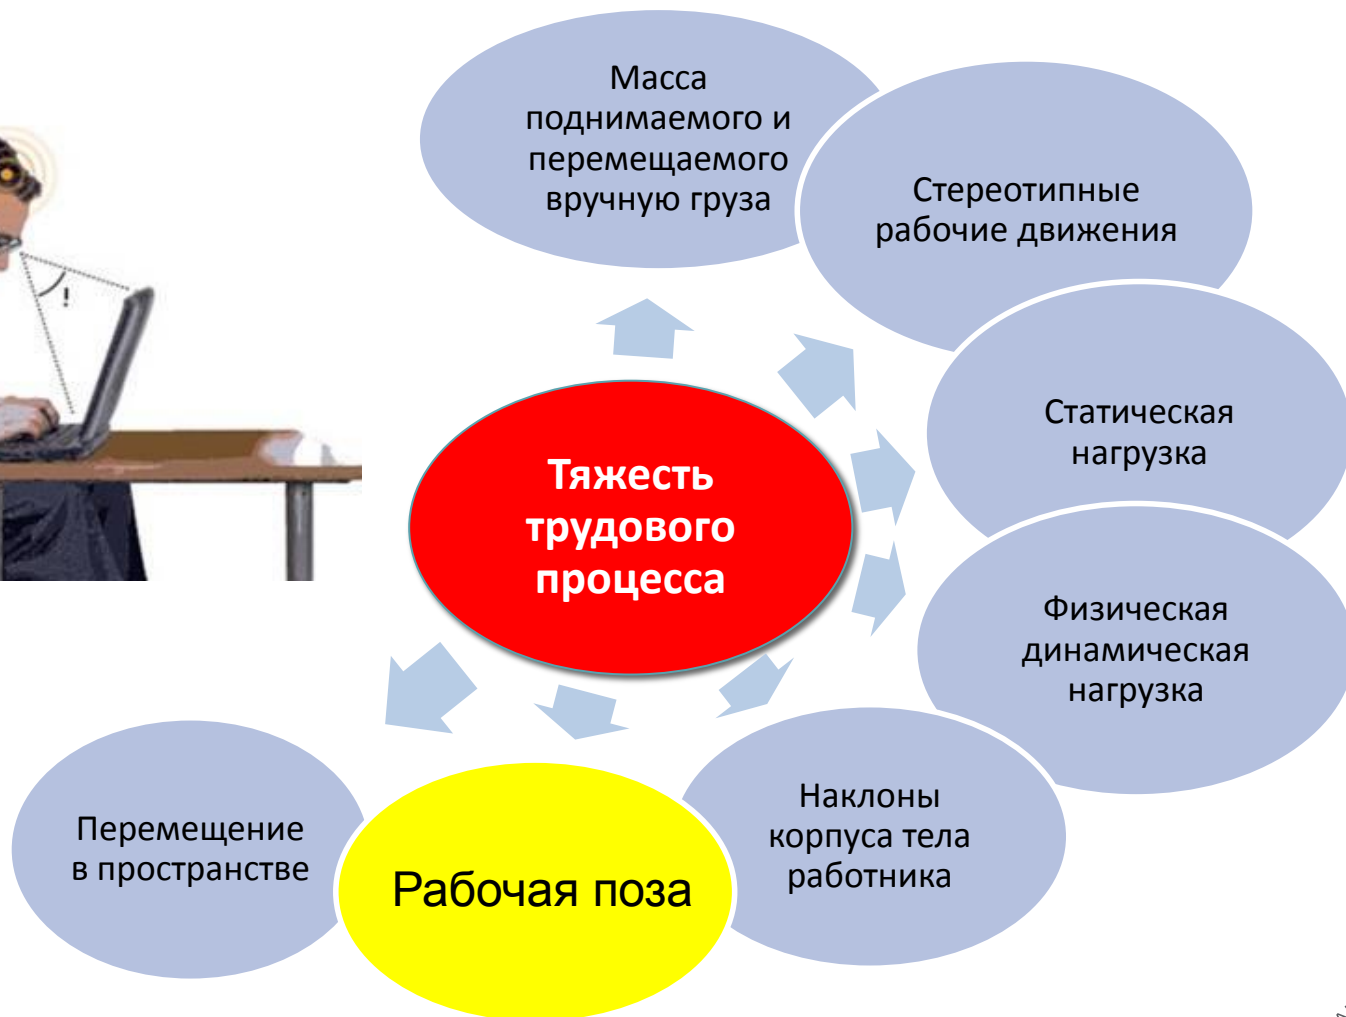 Масса
поднимаемого и
перемещаемого
вручную груза
Стереотипные
рабочие движения
!
Статическая
нагрузка
Тяжесть
трудового
процесса
Физическая
динамическая
нагрузка
Наклоны
корпуса тела
работника
Рабочая поза
Перемещение
в пространстве